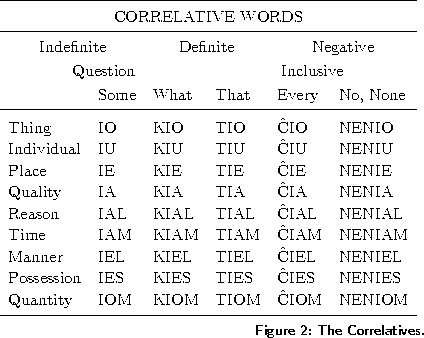 CORRELATIVE WORDS
Indefinite Definite Negative
Question Inclusive
Some What That Every No, None
Thing IO KIO TIO ĈIO NENIO
Individual IU KIU TIU ĈIU NENIU
Place IE KIE TIE ĈIE NENIE
Quality IA KIA TIA ĈIA NENIA
Reason IAL KIAL TIAL ĈIAL NENIAL
Time IAM KIAM TIAM ĈIAM NENIAM
Manner IEL KIEL TIEL ĈIEL NENIEL
Possession IES KIES TIES ĈIES NENIES
Quantity IOM KIOM TIOM ĈIOM NENIOM
Figure 2: The Correlatives.